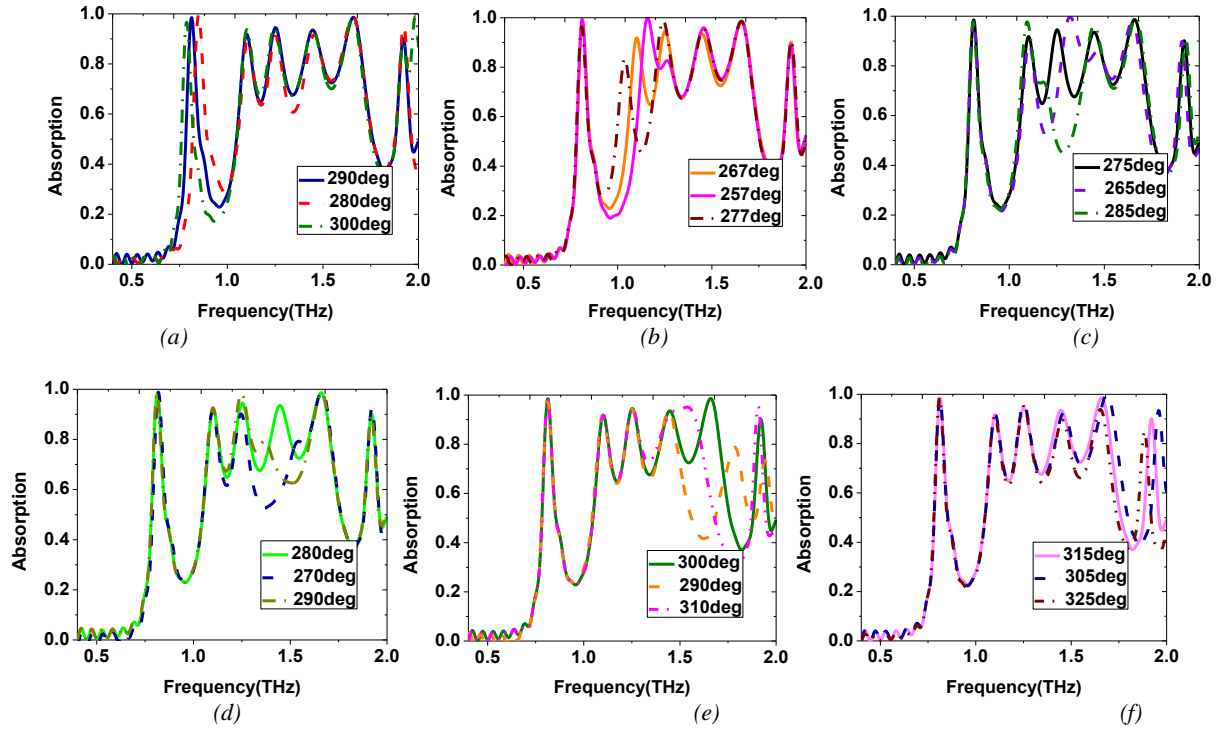 1.0
0.8
0.6
0.4
0.2
0.0
Absorption
290deg
280deg
300deg
0.5 1.0 1.5 2.0
Frequency(THz)
(a)
1.0
0.8
0.6
0.4
0.2
0.0
Absorption
267deg
257deg
277deg
0.5 1.0 1.5 2.0
Frequency(THz)
(b)
1.0
0.8
0.6
0.4
0.2
0.0
Absorption
275deg
265deg
285deg
0.5 1.0 1.5 2.0
Frequency(THz)
(c)
1.0
0.8
0.6
0.4
0.2
0.0
Absorption
280deg
270deg
290deg
0.5 1.0 1.5 2.0
Frequency(THz)
(d)
1.0
0.8
0.6
0.4
0.2
0.0
Absorption
300deg
290deg
310deg
0.5 1.0 1.5 2.0
Frequency(THz)
(e)
1.0
0.8
0.6
0.4
0.2
0.0
Absorption
315deg
305deg
325deg
0.5 1.0 1.5 2.0
Frequency(THz)
(f)